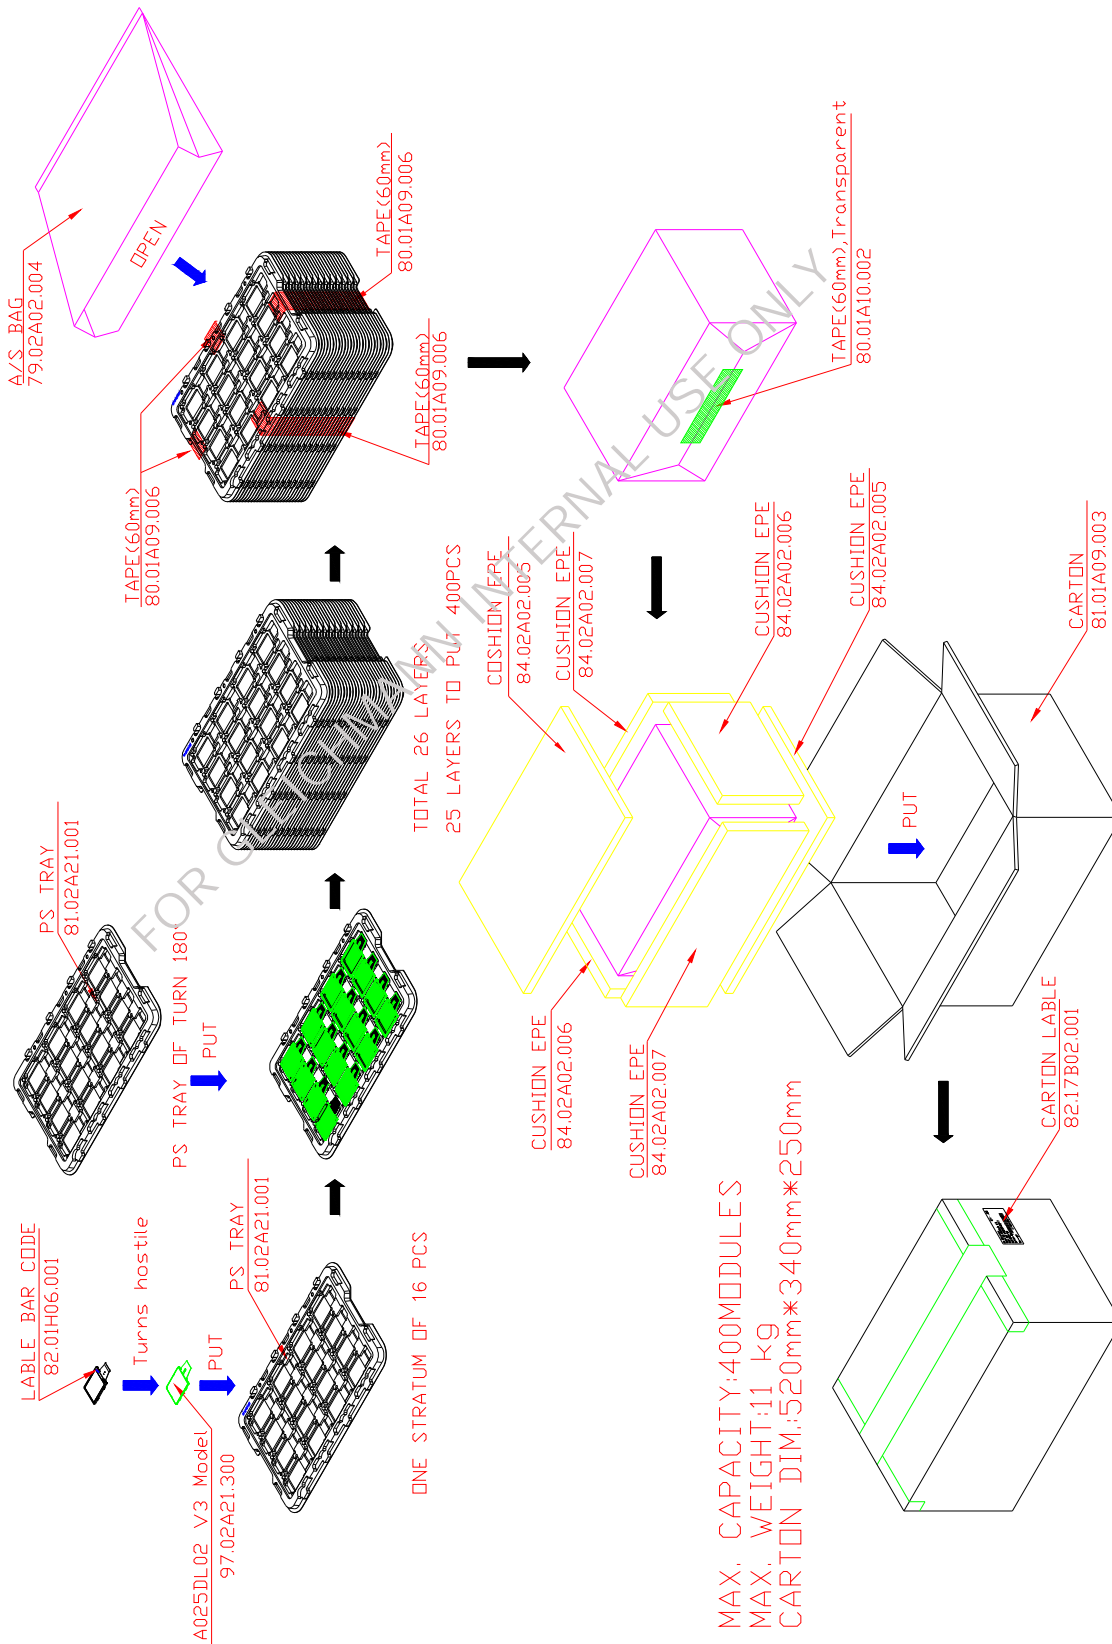 LABLE BAR CODE
82.01H06.001
Turns hostile
A025DL02 V3 Model
97.02A21.300
PUT
PS TRAY
81.02A21.001
ONE STRATUM OF 16 PCS
PS TRAY
81.02A21.001
PS TRAY OF TURN 180°
PUT
TOTAL 26 LAYERS
25 LAYERS TO PUT 400PCS
TAPE(60mm)
80.01A09.006
TAPE(60mm)
80.01A09.006
TAPE(60mm)
80.01A09.006
A/S BAG
79.02A02.004
OPEN
TAPE(60mm),Transparent
80.01A10.002
CUSHION EPE
84.02A02.005
CUSHION EPE
84.02A02.007
CUSHION EPE
84.02A02.006
CUSHION EPE
84.02A02.005
CUSHION EPE
84.02A02.006
CUSHION EPE
84.02A02.007
PUT
CARTON
81.01A09.003
CARTON LABLE
82.17B02.001
MAX. CAPACITY:400MODULES
MAX. WEIGHT:11 kg
CARTON DIM.:520mm*340mm*250mm
FOR GLETCHMANN INTERNAL USE ONLY